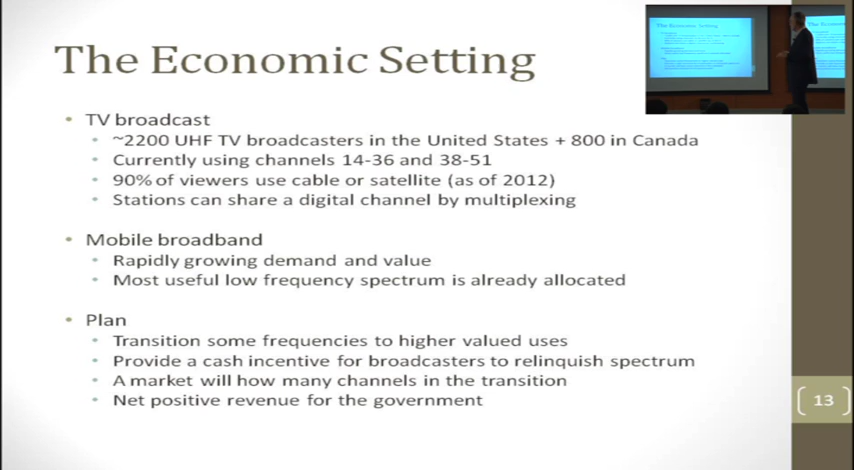 The Economic Setting
• TV broadcast
• ~2200 UHF TV broadcasters in the United States + 800 in Canada
• Currently using channels 14-36 and 38-51
• 90% of viewers use cable or satellite (as of 2012)
• Stations can share a digital channel by multiplexing
• Mobile broadband
• Rapidly growing demand and value
• Most useful low frequency spectrum is already allocated
• Plan
• Transition some frequencies to higher valued uses
• Provide a cash incentive for broadcasters to relinquish spectrum
• A market will how many channels in the transition
• Net positive revenue for the government
13
The Economic Setting